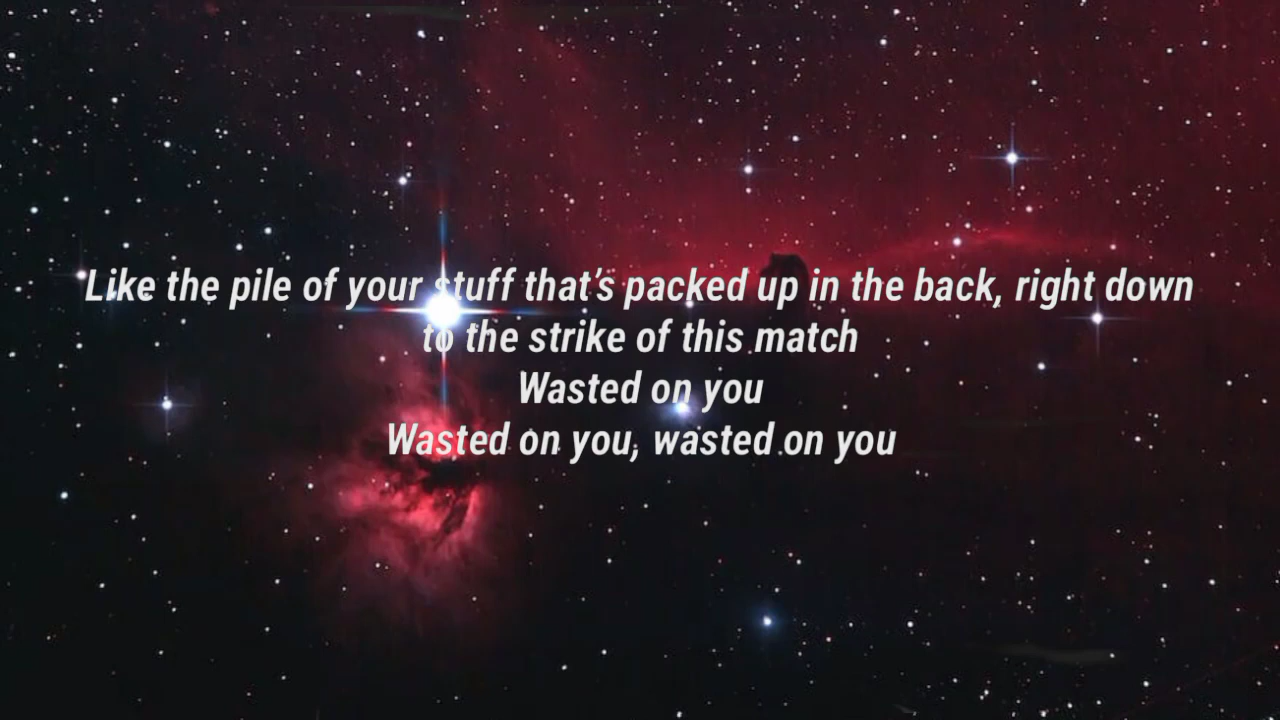 Like the pile of your stuff that's packed up in the back, right down
to the strike of this match
Wasted on you
Wasted on you, wasted on you